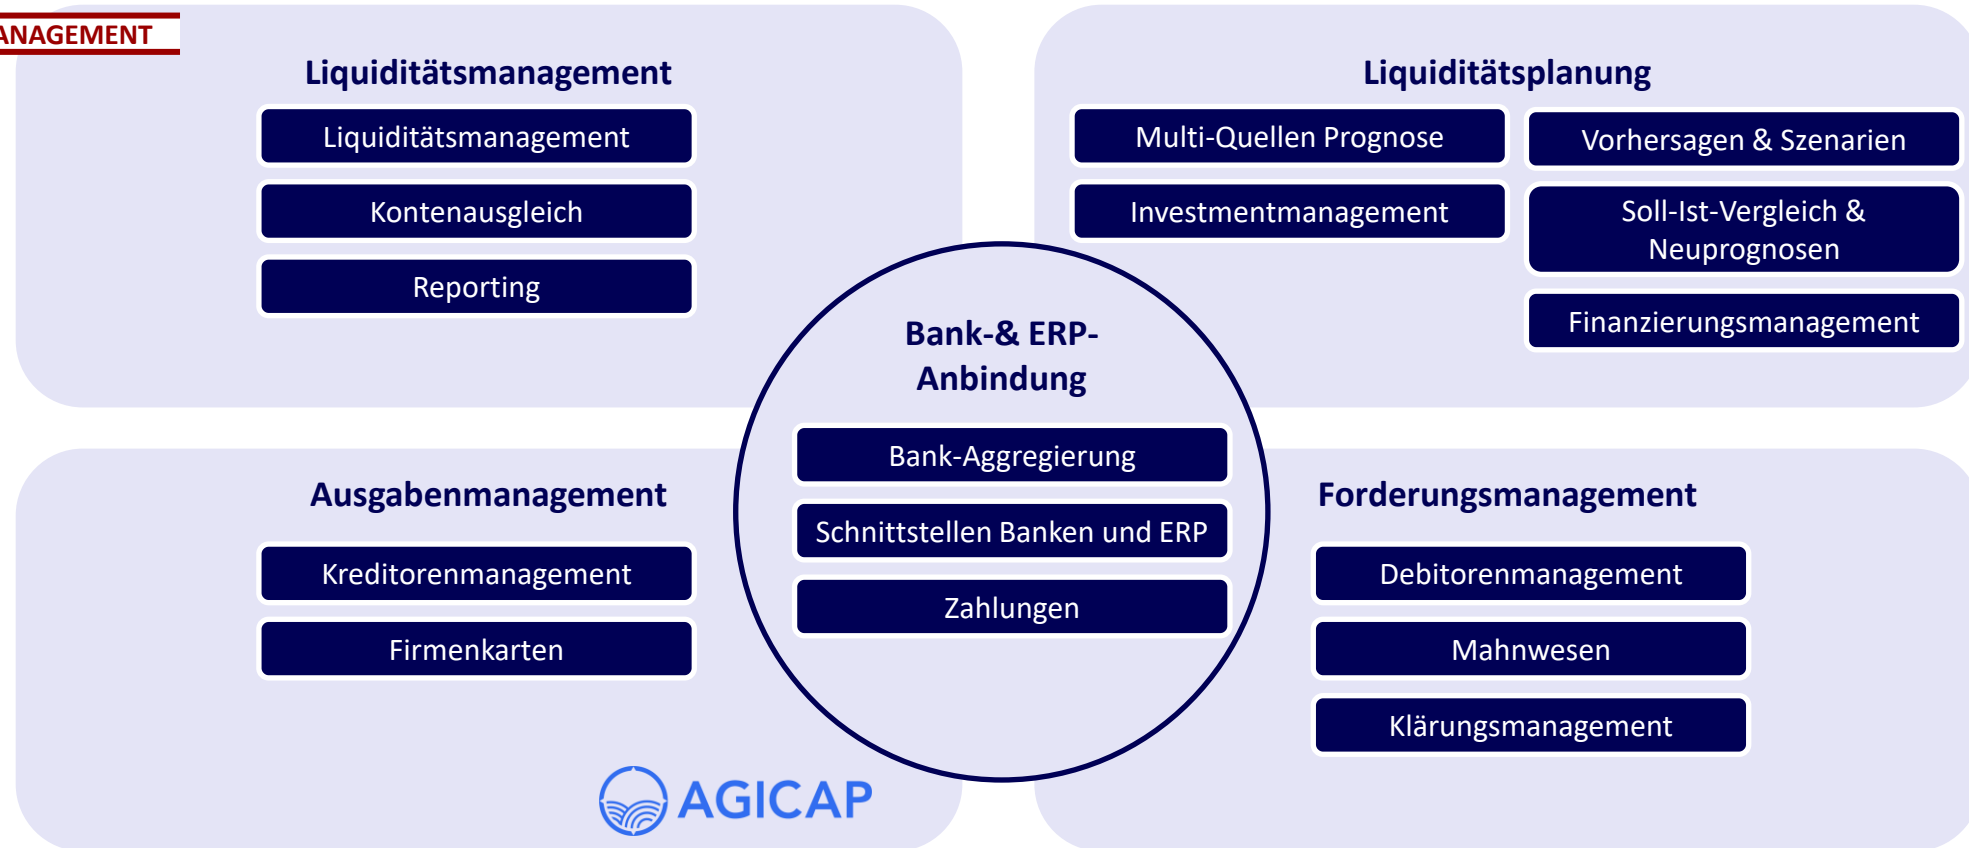 ANAGEMENT
Liquiditätsmanagement
Liquiditätsmanagement
Kontenausgleich
Reporting
Liquiditätsplanung
Multi-Quellen Prognose
Investmentmanagement
Vorhersagen & Szenarien
Soll-Ist-Vergleich &
Neuprognosen
Finanzierungsmanagement
Bank-& ERP-
Anbindung
Bank-Aggregierung
Schnittstellen Banken und ERP
Zahlungen
Ausgabenmanagement
Kreditorenmanagement
Firmenkarten
Forderungsmanagement
Debitorenmanagement
Mahnwesen
Klärungsmanagement
AGICAP